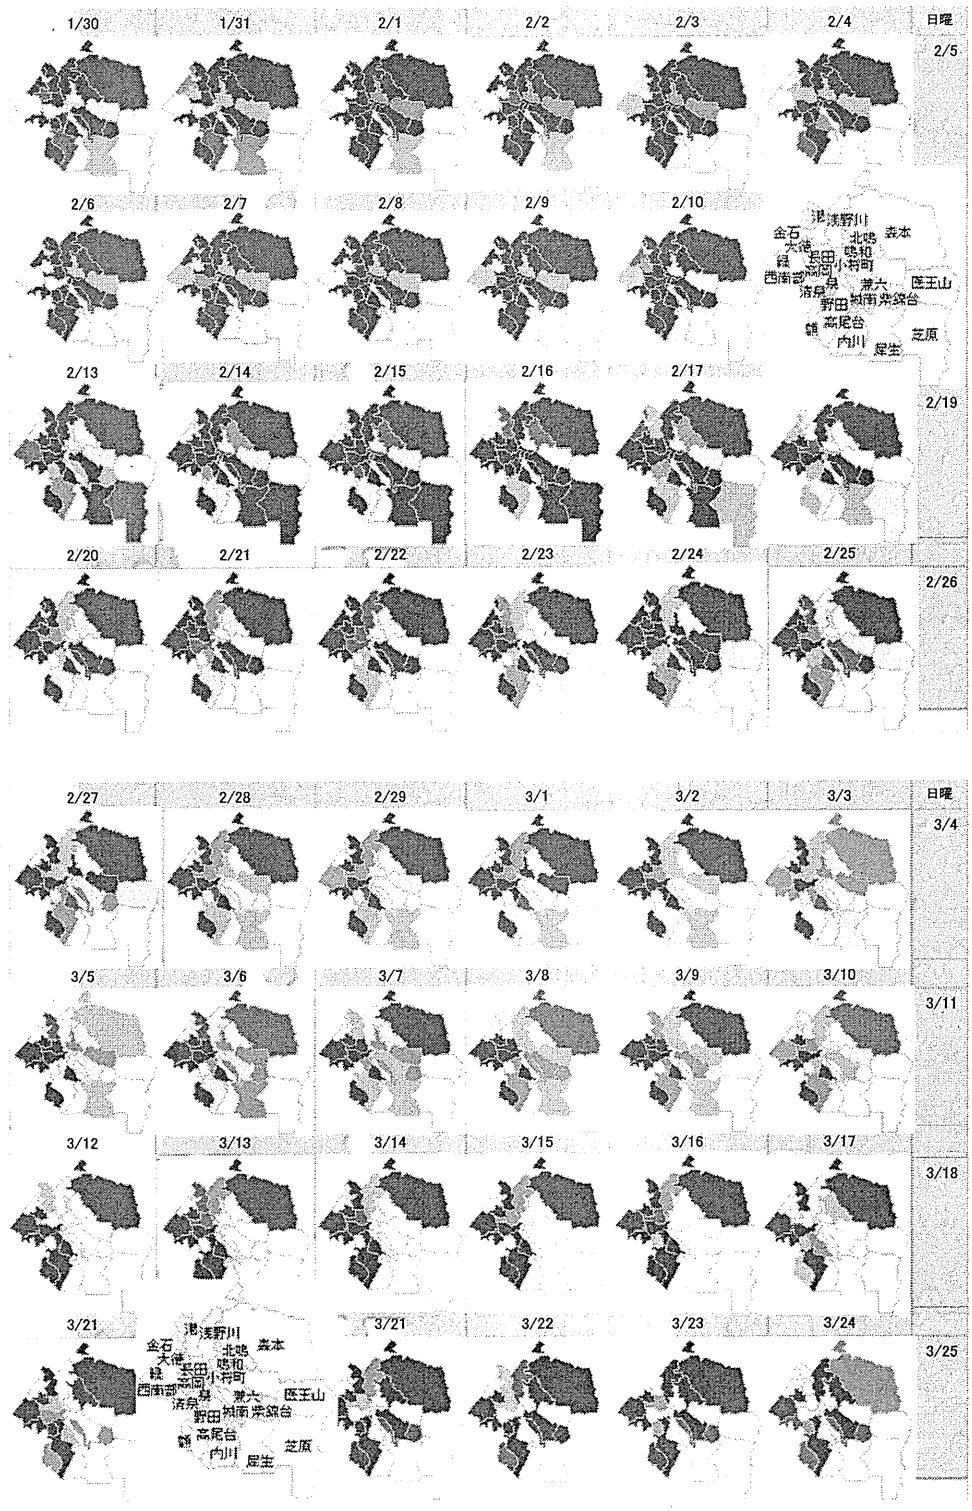 1/30 1/31 2/1 2/2 2/3 2/4 日曜
2/5
2/6 2/7 2/8 2/9 2/10
港 浅野川
金石 北鳴 森本
大徳 鳴和
緑 長田 小将町
高岡
西南部 泉 兼六 医王山
清泉 城南 紫錦台
野田
額 高尾台 芝原
内川 犀生
2/13 2/14 2/15 2/16 2/17
2/19
2/20 2/21 2/22 2/23 2/24 2/25
2/26
2/27 2/28 2/29 3/1 3/2 3/3 日曜
3/4
3/5 3/6 3/7 3/8 3/9 3/10
3/11
3/12 3/13 3/14 3/15 3/16 3/17
3/18
3/21 3/21 3/22 3/23 3/24
3/25
港 浅野川
金石 北鳴 森本
大徳 鳴和
緑 長田 小将町
高岡
西南部 泉 兼六 医王山
清泉 城南 紫錦台
野田
額 高尾台 芝原
内川 犀生